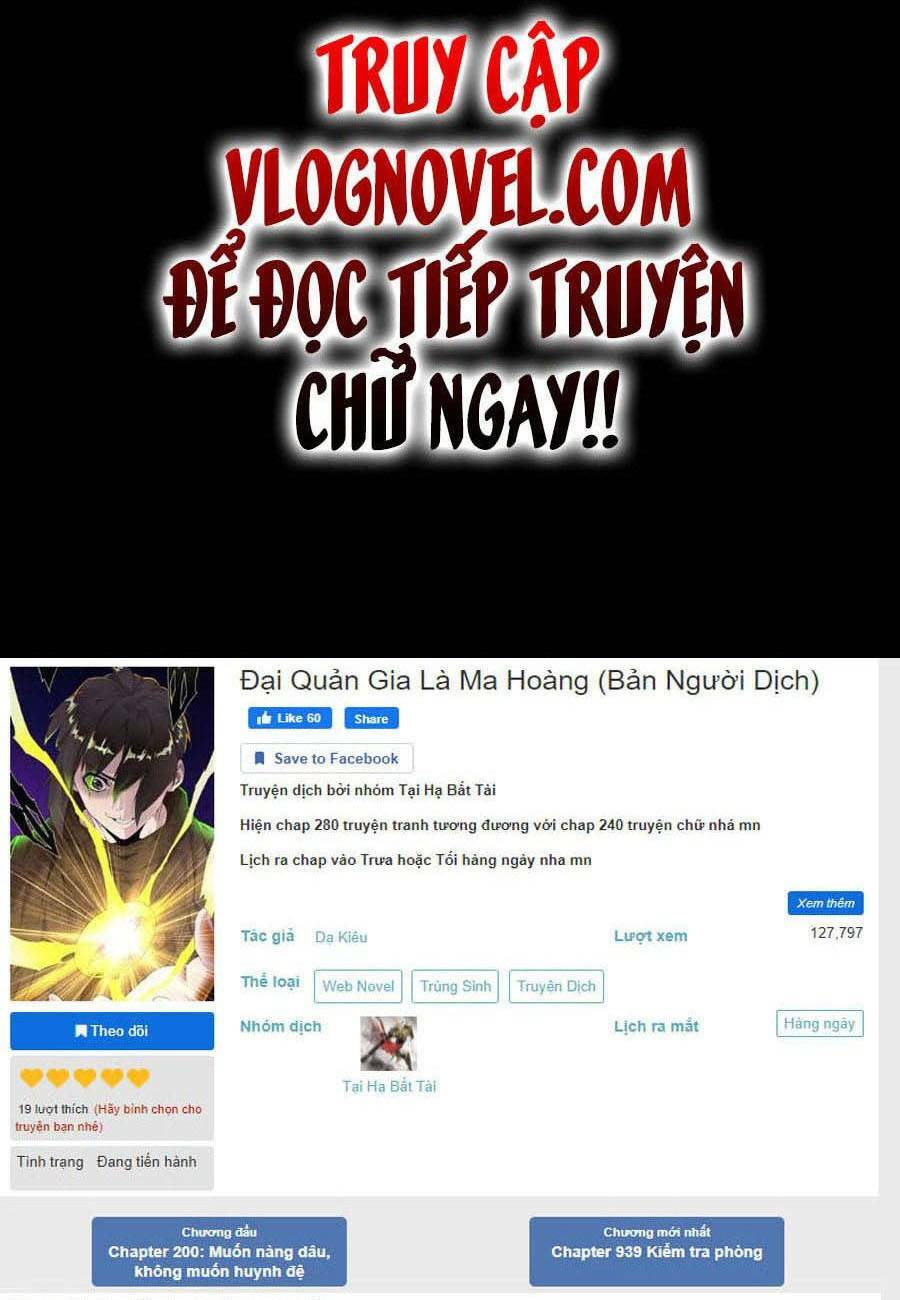 TRUY CẬP
VLOGNOVEL.COM
ĐỂ ĐỌC TIẾP TRUYỆN
CHỮ NGAY!!
Đại Quản Gia Là Ma Hoàng (Bản Người Dịch)
Like 60 Share
Save to Facebook
Truyện dịch bởi nhóm Tại Hạ Bất Tài
Hiện chap 280 truyện tranh tương đương với chap 240 truyện chữ nhá mn
Lịch ra chap vào Trưa hoặc Tối hàng ngày nha mn
Xem thêm
Tác giả Dạ Kiêu Lượt xem 127,797
Thể loại Web Novel Trùng Sinh Truyện Dịch
Nhóm dịch Lịch ra mắt Hàng ngày
Tại Hạ Bất Tài
Theo dõi
19 lượt thích (Hãy bình chọn cho
truyện bạn nhé)
Tình trạng Đang tiến hành
Chương đầu
Chapter 200: Muốn nàng dâu,
không muốn huynh đệ
Chương mới nhất
Chapter 939 Kiểm tra phòng